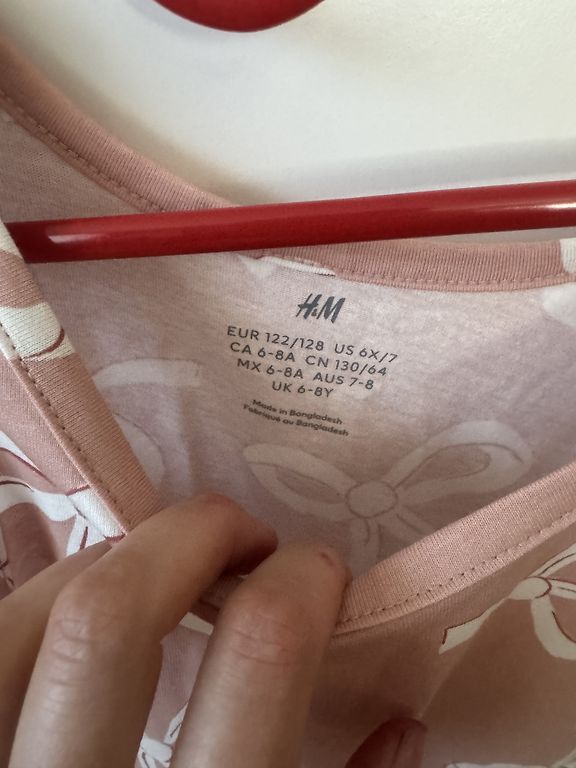 H&M
EUR 122/128 US 6X/7
CA 6-8A CN 130/64
MX 6-8A AUS 7-8
UK 6-8Y
Made in Bangladesh
Fabriqué au Bangladesh